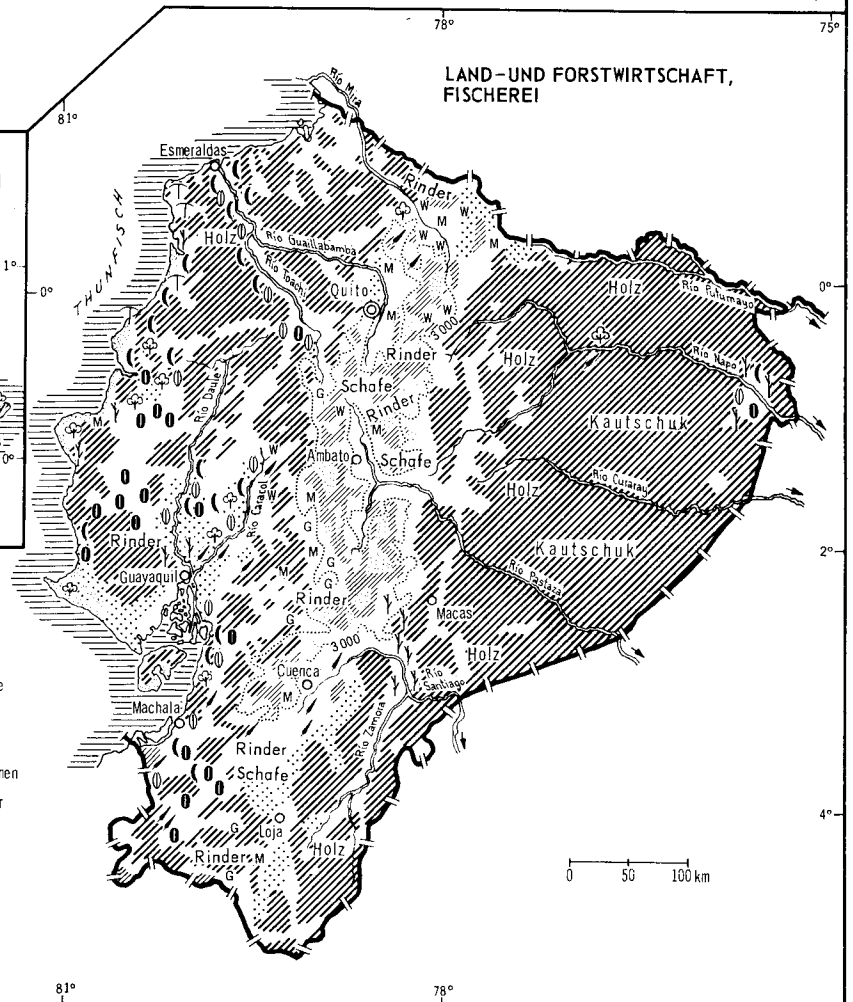 78°
75°
LAND-UND FORSTWIRTSCHAFT,
FISCHEREI
81°
Río Mira
Esmeraldas
THUNFISCH
Rinder
W
M
W
W
Holz
Río Guaillabamba
W
W
M
1°
0°
Río Toachi
M
Holz
Río Putumayo
0°
Quito
M
W
W
3000
Rinder
Holz
Río Napo
Río Daule
G
Schafe
W
Rinder
M
M
Kautschuk
0°
W
Ambato
Schafe
Río Caracol
W
M
Holz
Río Curaray
G
Rinder
M
M
Kautschuk
2°
Guayaquil
G
Rinder
Río Pastaza
Macas
G
3000
Holz
Cuenca
Río Santiago
M
Machala
Río Zamora
Rinder
Schafe
Loja
G
Rinder
M
G
Holz
4°
0 50 100 km
81°
78°